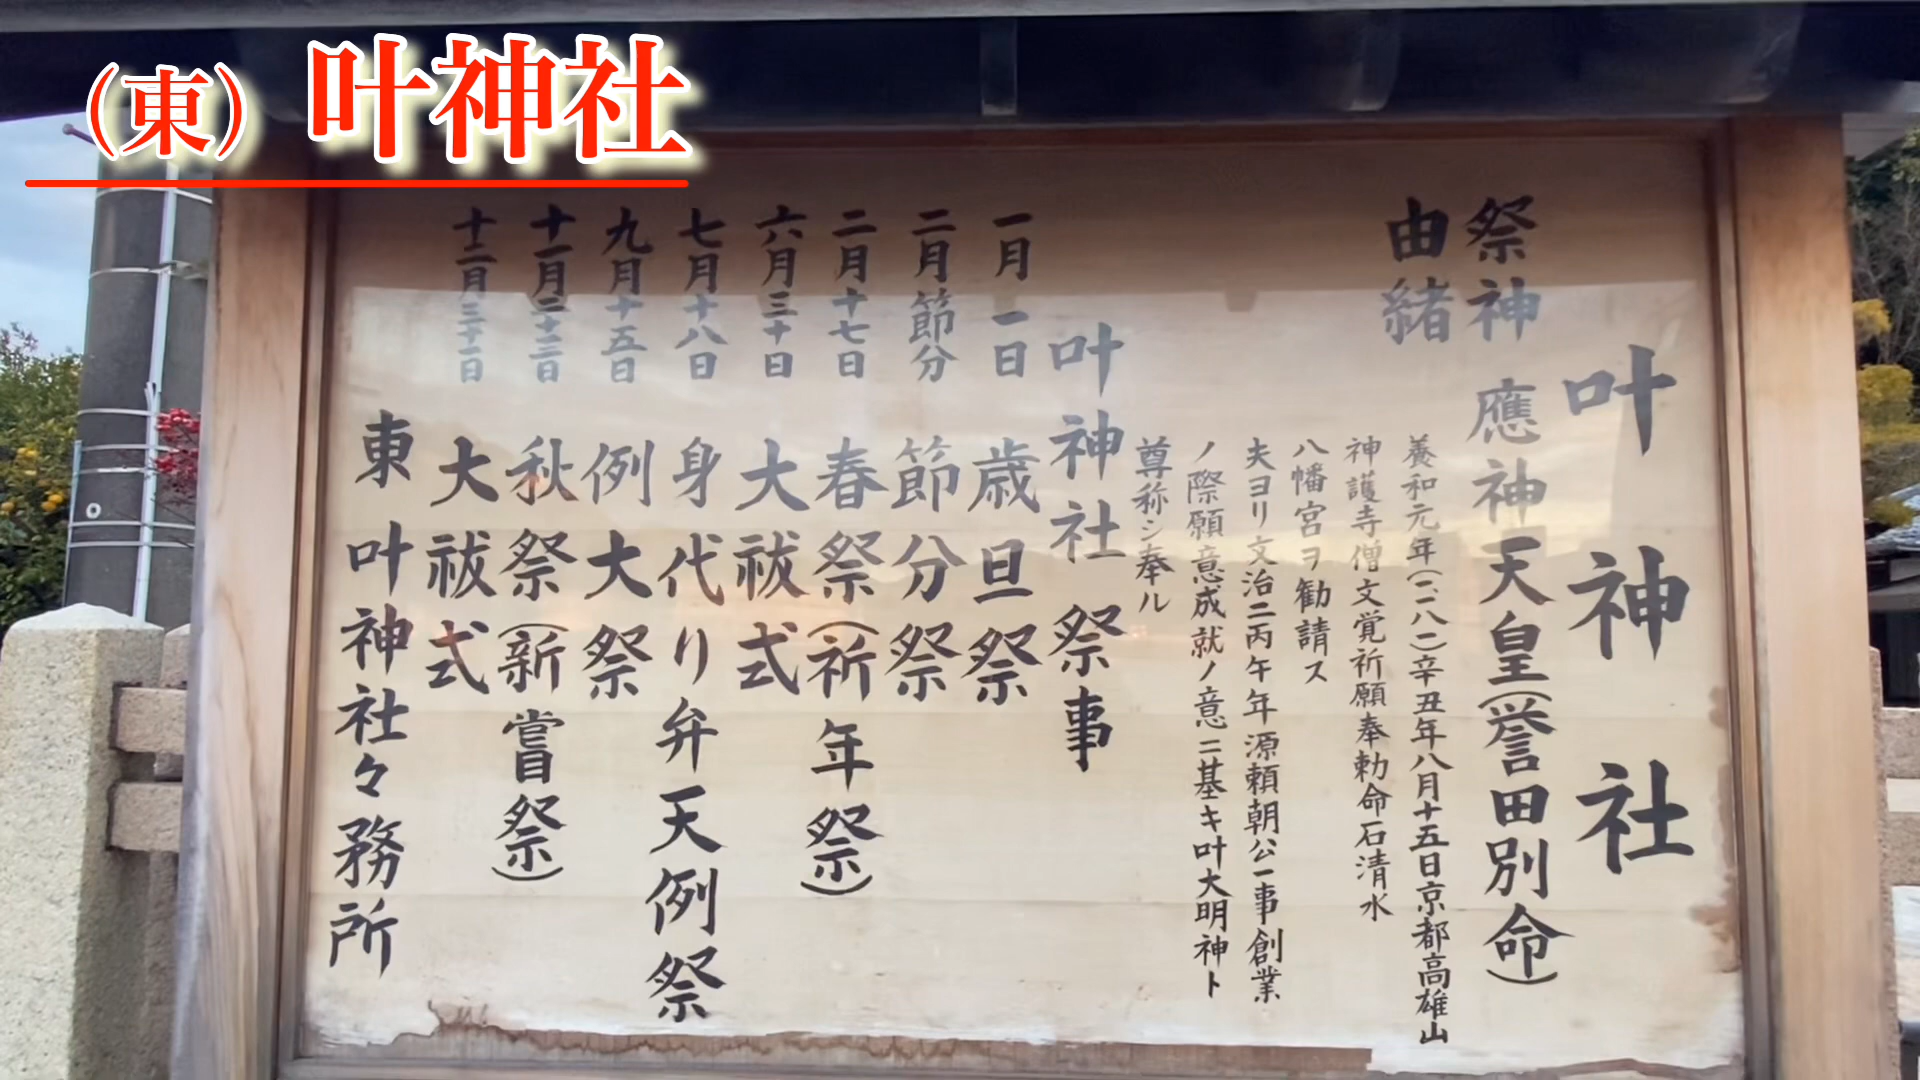 （東）叶神社
叶神社
祭神 應神天皇（誉田別命）
由緒
養和元年（一一八一）辛丑年八月十五日京都高雄山
神護寺僧文覚祈願奉勅命石清水
八幡宮ヲ勧請ス
夫ヨリ文治二丙午年源頼朝公一事創業
ノ際願意成就ノ意ニ基キ叶大明神ト
尊称シ奉ル
叶神社祭事
一月一日 歳旦祭
二月節分 節分祭
二月十七日 春祭（祈年祭）
六月三十日 大祓式
七月十八日 身代り弁天例祭
九月十五日 例大祭
十一月二十三日 秋祭（新嘗祭）
十二月三十一日 大祓式
東叶神社々務所